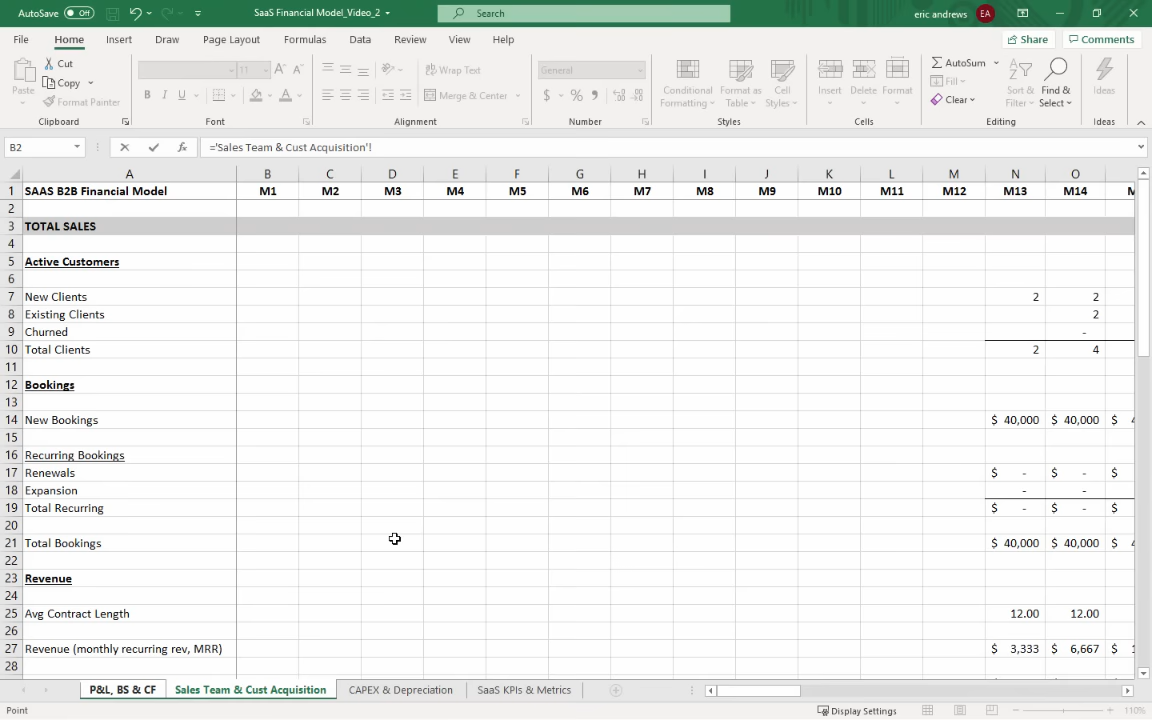 AutoSave Off SaaS Financial Model_Video_2 Search eric andrews EA
File Home Insert Draw Page Layout Formulas Data Review View Help Share Comments
Paste Cut Copy Format Painter Clipboard
11 B I U Font
Wrap Text Merge & Center Alignment
General $ % Number
Conditional Formatting Format as Table Cell Styles Styles
Insert Delete Format Cells
AutoSum Fill Clear Sort & Filter Find & Select Editing
Ideas Ideas
B2 fx ='Sales Team & Cust Acquisition'!
A B C D E F G H I J K L M N O
1 SAAS B2B Financial Model M1 M2 M3 M4 M5 M6 M7 M8 M9 M10 M11 M12 M13 M14
2
3 TOTAL SALES
4
5 Active Customers
6
7 New Clients 2 2
8 Existing Clients 2
9 Churned -
10 Total Clients 2 4
11
12 Bookings
13
14 New Bookings $ 40,000 $ 40,000 $
15
16 Recurring Bookings
17 Renewals $ - $ - $
18 Expansion - -
19 Total Recurring $ - $ - $
20
21 Total Bookings $ 40,000 $ 40,000 $
22
23 Revenue
24
25 Avg Contract Length 12.00 12.00
26
27 Revenue (monthly recurring rev, MRR) $ 3,333 $ 6,667 $
28
P&L, BS & CF Sales Team & Cust Acquisition CAPEX & Depreciation SaaS KPIs & Metrics
Point Display Settings 110%